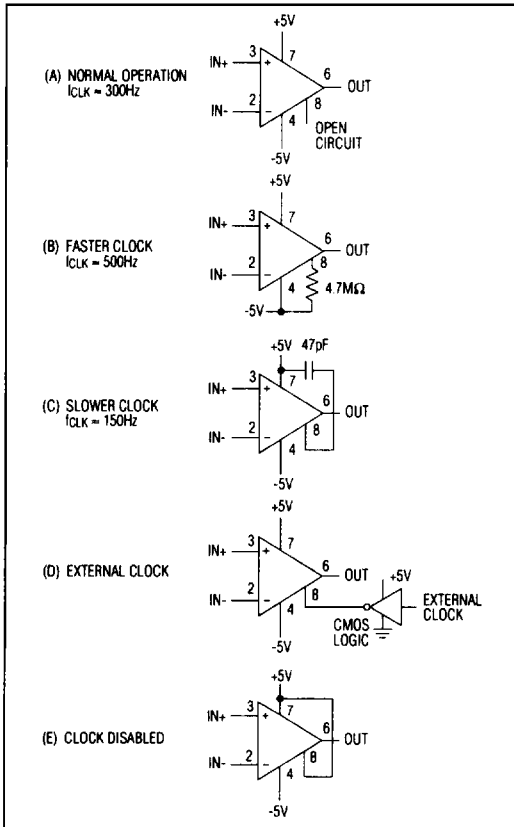 +5V
3
7
IN+
+
6
(A) NORMAL OPERATION
OUT
ICLK ≈ 300Hz
2
8
IN-
−
4
OPEN
CIRCUIT
-5V
+5V
3
7
IN+
+
6
(B) FASTER CLOCK
OUT
ICLK ≈ 500Hz
2
8
IN-
−
4
4.7MΩ
-5V
+5V
47pF
3
7
IN+
+
6
(C) SLOWER CLOCK
OUT
fCLK ≈ 150Hz
2
8
IN-
−
4
-5V
+5V
3
7
IN+
+
6
(D) EXTERNAL CLOCK
OUT
+5V
2
8
IN-
−
EXTERNAL
CLOCK
4
CMOS
LOGIC
-5V
+5V
3
7
IN+
+
6
(E) CLOCK DISABLED
OUT
2
8
IN-
−
4
-5V